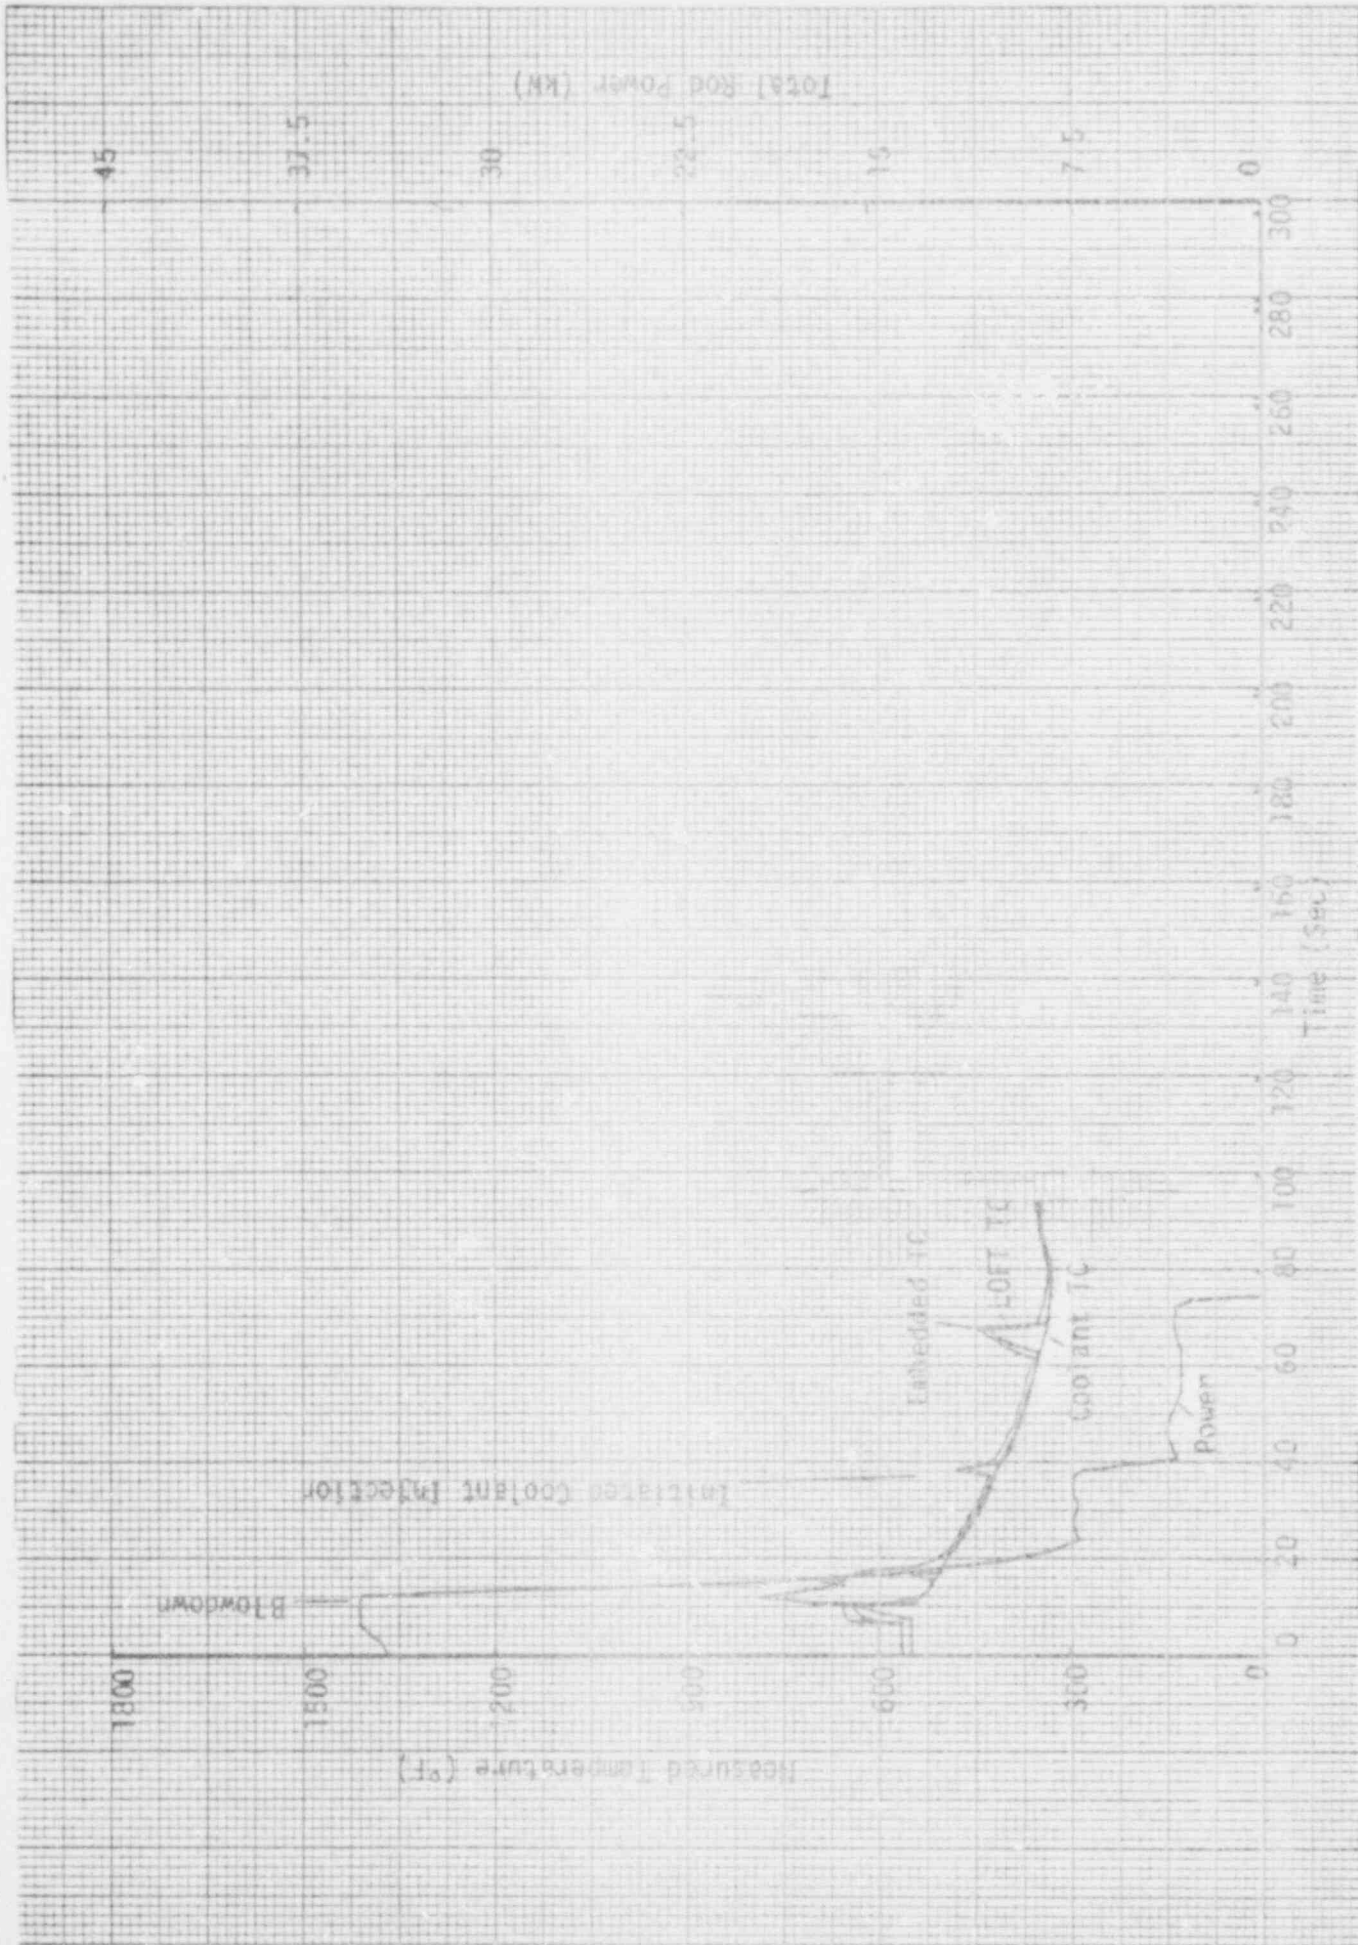 Total Rod Power (kW)
45
37.5
30
22.5
15
7.5
0
Measured Temperature (°F)
1800
1500
1200
900
600
300
0
Blowdown
Initiated Coolant Injection
Embedded TC
LOFT TC
Coolant TC
Power
0 20 40 60 80 100 120 140 160 180 200 220 240 260 280 300
Time (Sec)